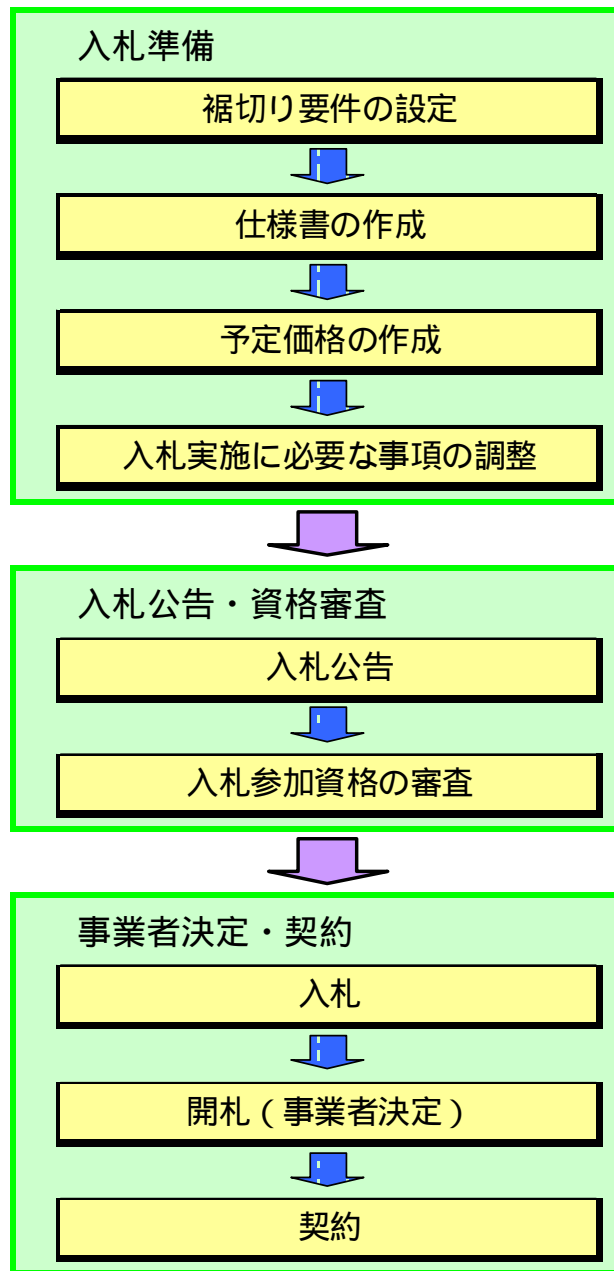 入札準備
裾切り要件の設定
仕様書の作成
予定価格の作成
入札実施に必要な事項の調整
入札公告・資格審査
入札公告
入札参加資格の審査
事業者決定・契約
入札
開札（事業者決定）
契約